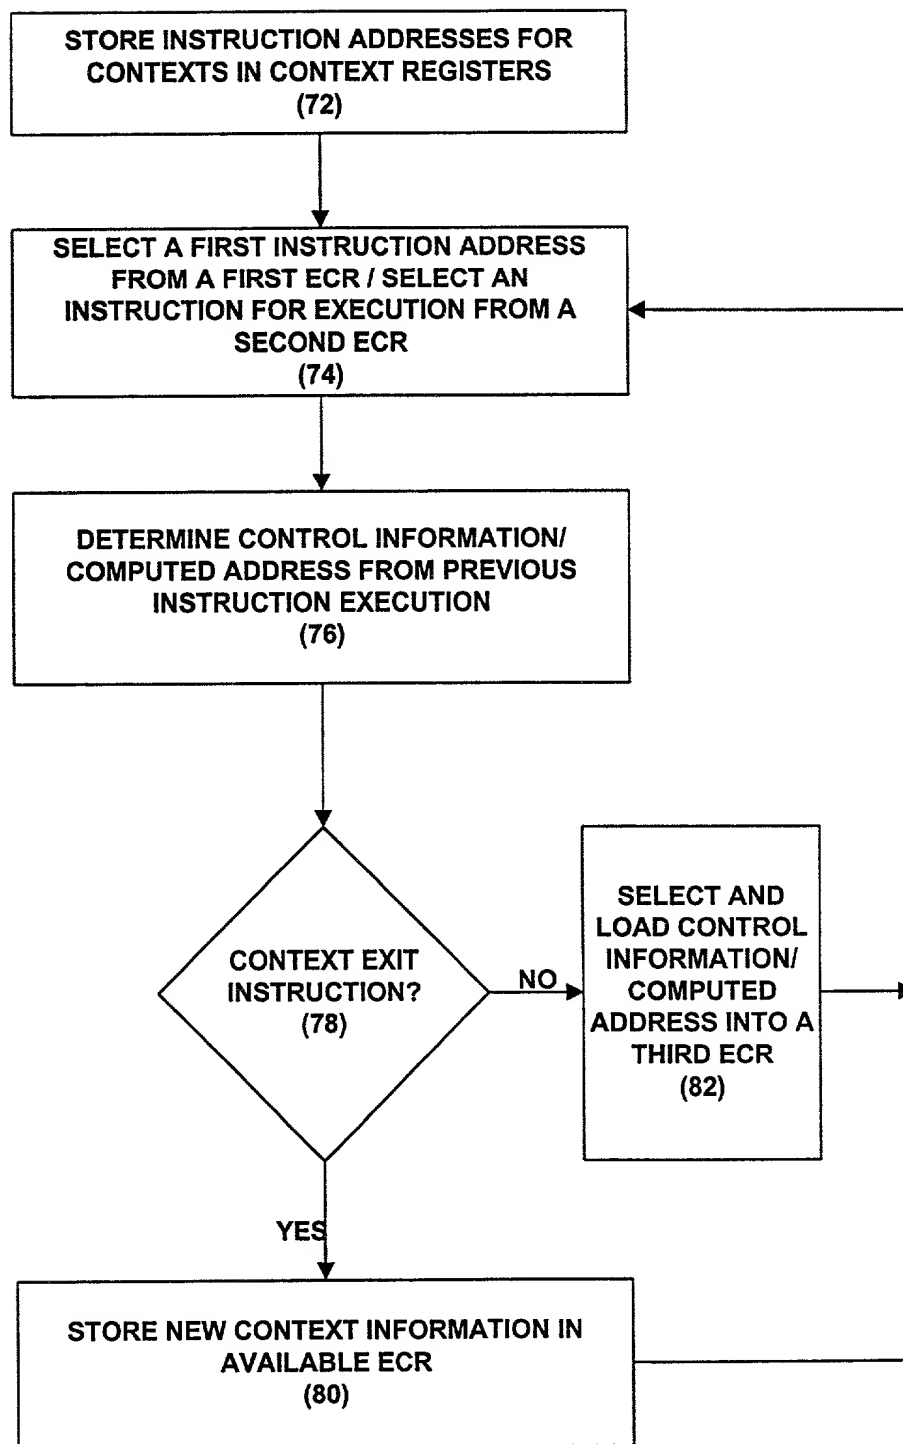 STORE INSTRUCTION ADDRESSES FOR
CONTEXTS IN CONTEXT REGISTERS
(72)
SELECT A FIRST INSTRUCTION ADDRESS
FROM A FIRST ECR / SELECT AN
INSTRUCTION FOR EXECUTION FROM A
SECOND ECR
(74)
DETERMINE CONTROL INFORMATION/
COMPUTED ADDRESS FROM PREVIOUS
INSTRUCTION EXECUTION
(76)
CONTEXT EXIT
INSTRUCTION?
(78)
NO
SELECT AND
LOAD CONTROL
INFORMATION/
COMPUTED
ADDRESS INTO A
THIRD ECR
(82)
YES
STORE NEW CONTEXT INFORMATION IN
AVAILABLE ECR
(80)